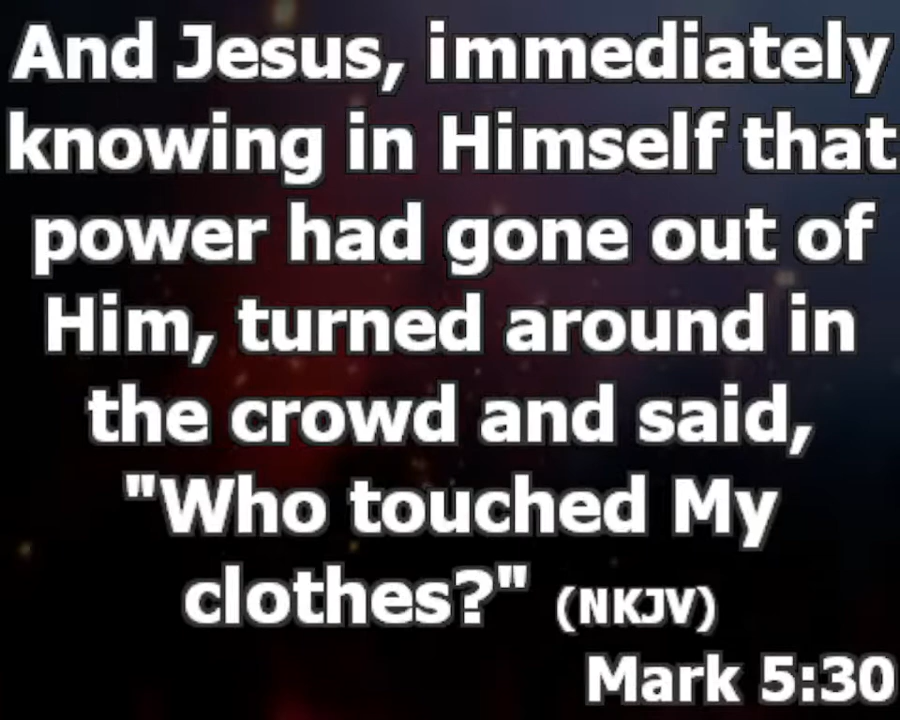 And Jesus, immediately
knowing in Himself that
power had gone out of
Him, turned around in
the crowd and said,
"Who touched My
clothes?" (NKJV)
Mark 5:30